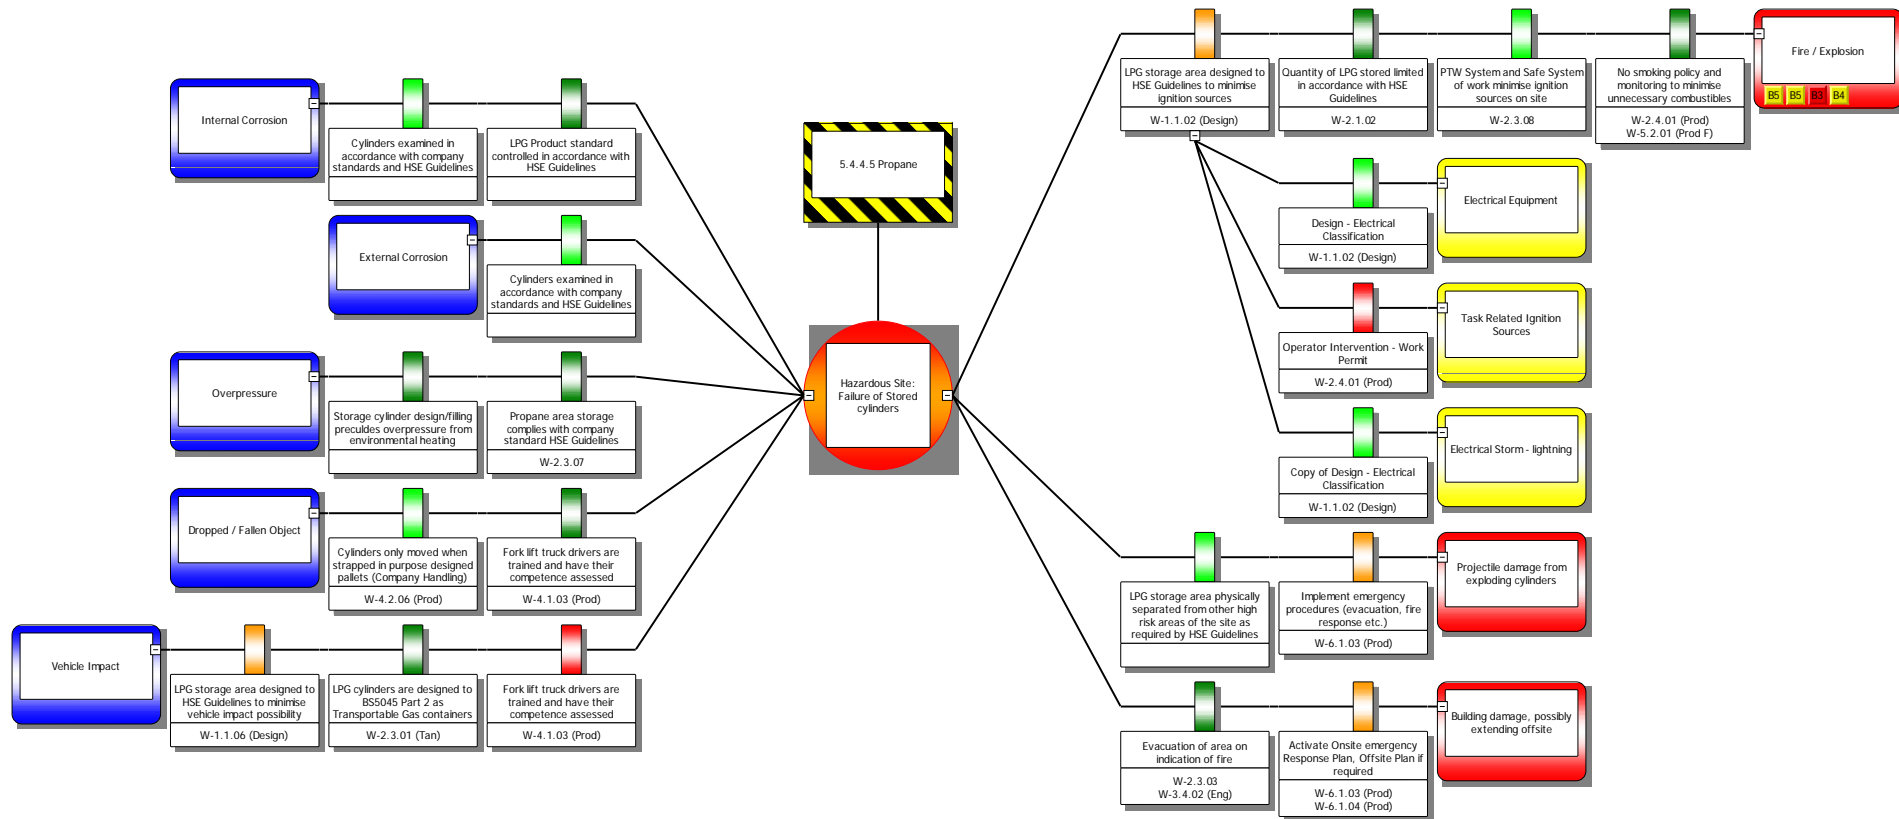 Internal Corrosion
Cylinders examined in
accordance with company
standards and HSE Guidelines
LPG Product standard
controlled in accordance with
HSE Guidelines
External Corrosion
Cylinders examined in
accordance with company
standards and HSE Guidelines
Overpressure
Storage cylinder design/filling
preculdes overpressure from
environmental heating
Propane area storage
complies with company
standard HSE Guidelines
W-2.3.07
Dropped / Fallen Object
Cylinders only moved when
strapped in purpose designed
pallets (Company Handling)
W-4.2.06 (Prod)
Fork lift truck drivers are
trained and have their
competence assessed
W-4.1.03 (Prod)
Vehicle Impact
LPG storage area designed to
HSE Guidelines to minimise
vehicle impact possibility
W-1.1.06 (Design)
LPG cylinders are designed to
BS5045 Part 2 as
Transportable Gas containers
W-2.3.01 (Tan)
Fork lift truck drivers are
trained and have their
competence assessed
W-4.1.03 (Prod)
5.4.4.5 Propane
Hazardous Site:
Failure of Stored
cylinders
LPG storage area designed to
HSE Guidelines to minimise
ignition sources
W-1.1.02 (Design)
Quantity of LPG stored limited
in accordance with HSE
Guidelines
W-2.1.02
PTW System and Safe System
of work minimise ignition
sources on site
W-2.3.08
No smoking policy and
monitoring to minimise
unnecessary combustibles
W-2.4.01 (Prod)
W-5.2.01 (Prod F)
Fire / Explosion
B5 B5 B3 B4
Design - Electrical
Classification
W-1.1.02 (Design)
Electrical Equipment
Operator Intervention - Work
Permit
W-2.4.01 (Prod)
Task Related Ignition
Sources
Copy of Design - Electrical
Classification
W-1.1.02 (Design)
Electrical Storm - lightning
LPG storage area physically
separated from other high
risk areas of the site as
required by HSE Guidelines
Implement emergency
procedures (evacuation, fire
response etc.)
W-6.1.03 (Prod)
Projectile damage from
exploding cylinders
Evacuation of area on
indication of fire
W-2.3.03
W-3.4.02 (Eng)
Activate Onsite emergency
Response Plan, Offsite Plan if
required
W-6.1.03 (Prod)
W-6.1.04 (Prod)
Building damage, possibly
extending offsite